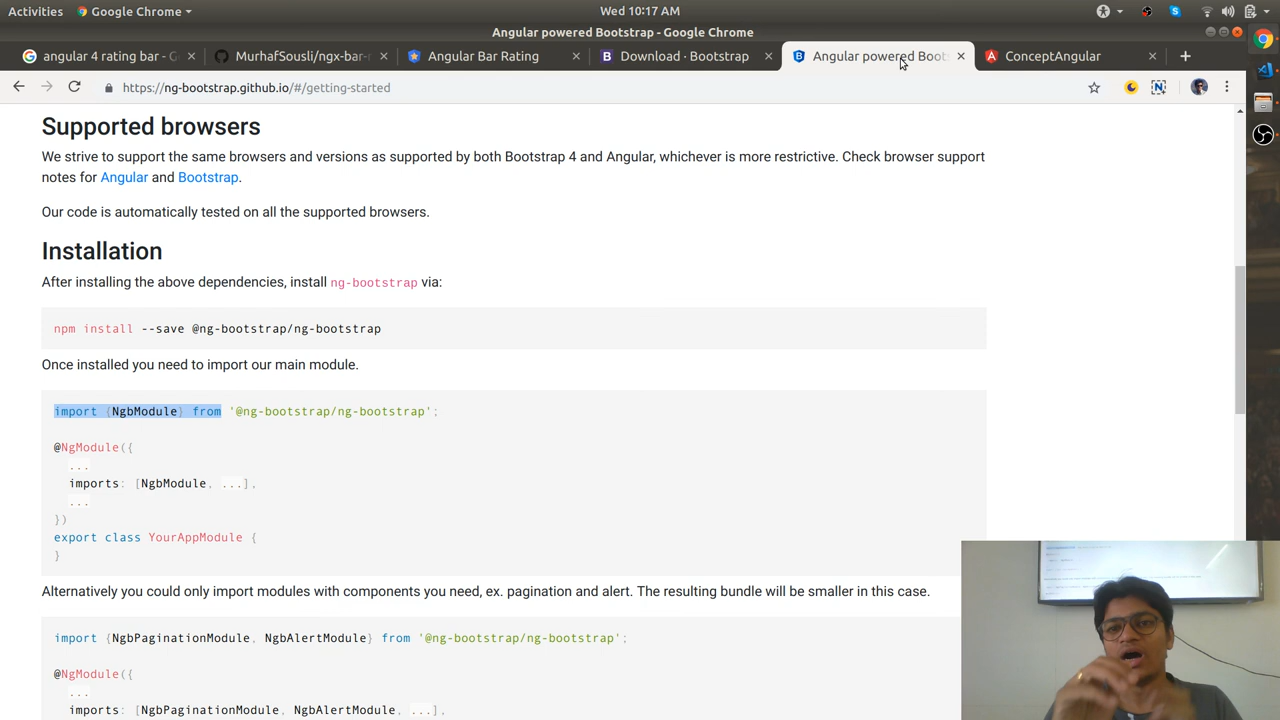 Activities
Google Chrome
Wed 10:17 AM
Angular powered Bootstrap - Google Chrome
angular 4 rating bar - G
MurhafSousli/ngx-bar-r
Angular Bar Rating
Download · Bootstrap
Angular powered Boots
ConceptAngular
https://ng-bootstrap.github.io/#/getting-started
Supported browsers
We strive to support the same browsers and versions as supported by both Bootstrap 4 and Angular, whichever is more restrictive. Check browser support
notes for Angular and Bootstrap.
Our code is automatically tested on all the supported browsers.
Installation
After installing the above dependencies, install ng-bootstrap via:
npm install --save @ng-bootstrap/ng-bootstrap
Once installed you need to import our main module.
import {NgbModule} from '@ng-bootstrap/ng-bootstrap';
@NgModule({
...
imports: [NgbModule, ...],
...
})
export class YourAppModule {
}
Alternatively you could only import modules with components you need, ex. pagination and alert. The resulting bundle will be smaller in this case.
import {NgbPaginationModule, NgbAlertModule} from '@ng-bootstrap/ng-bootstrap';
@NgModule({
...
imports: [NgbPaginationModule, NgbAlertModule, ...],